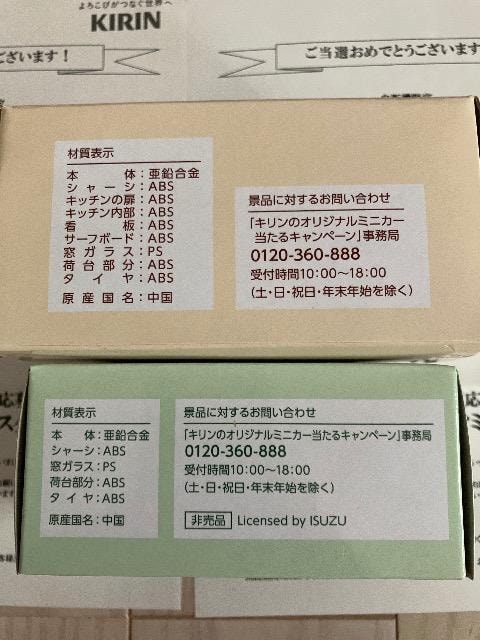 よろこびがつなぐ世界へ
KIRIN
ございます!
ご当選おめでとうございます
材質表示
本体:亜鉛合金
シャーシ:ABS
キッチンの扉:ABS
キッチン内部:ABS
看板:ABS
サーフボード:ABS
窓ガラス:PS
荷台部分:ABS
タイヤ:ABS
原産国名:中国
景品に対するお問い合わせ
「キリンのオリジナルミニカー
当たるキャンペーン」事務局
0120-360-888
受付時間10:00〜18:00
(土・日・祝日・年末年始を除く)
材質表示
本体:亜鉛合金
シャーシ:ABS
窓ガラス:PS
荷台部分:ABS
タイヤ:ABS
原産国名:中国
景品に対するお問い合わせ
「キリンのオリジナルミニカー当たるキャンペーン」事務局
0120-360-888
受付時間10:00〜18:00
(土・日・祝日・年末年始を除く)
非売品 Licensed by ISUZU